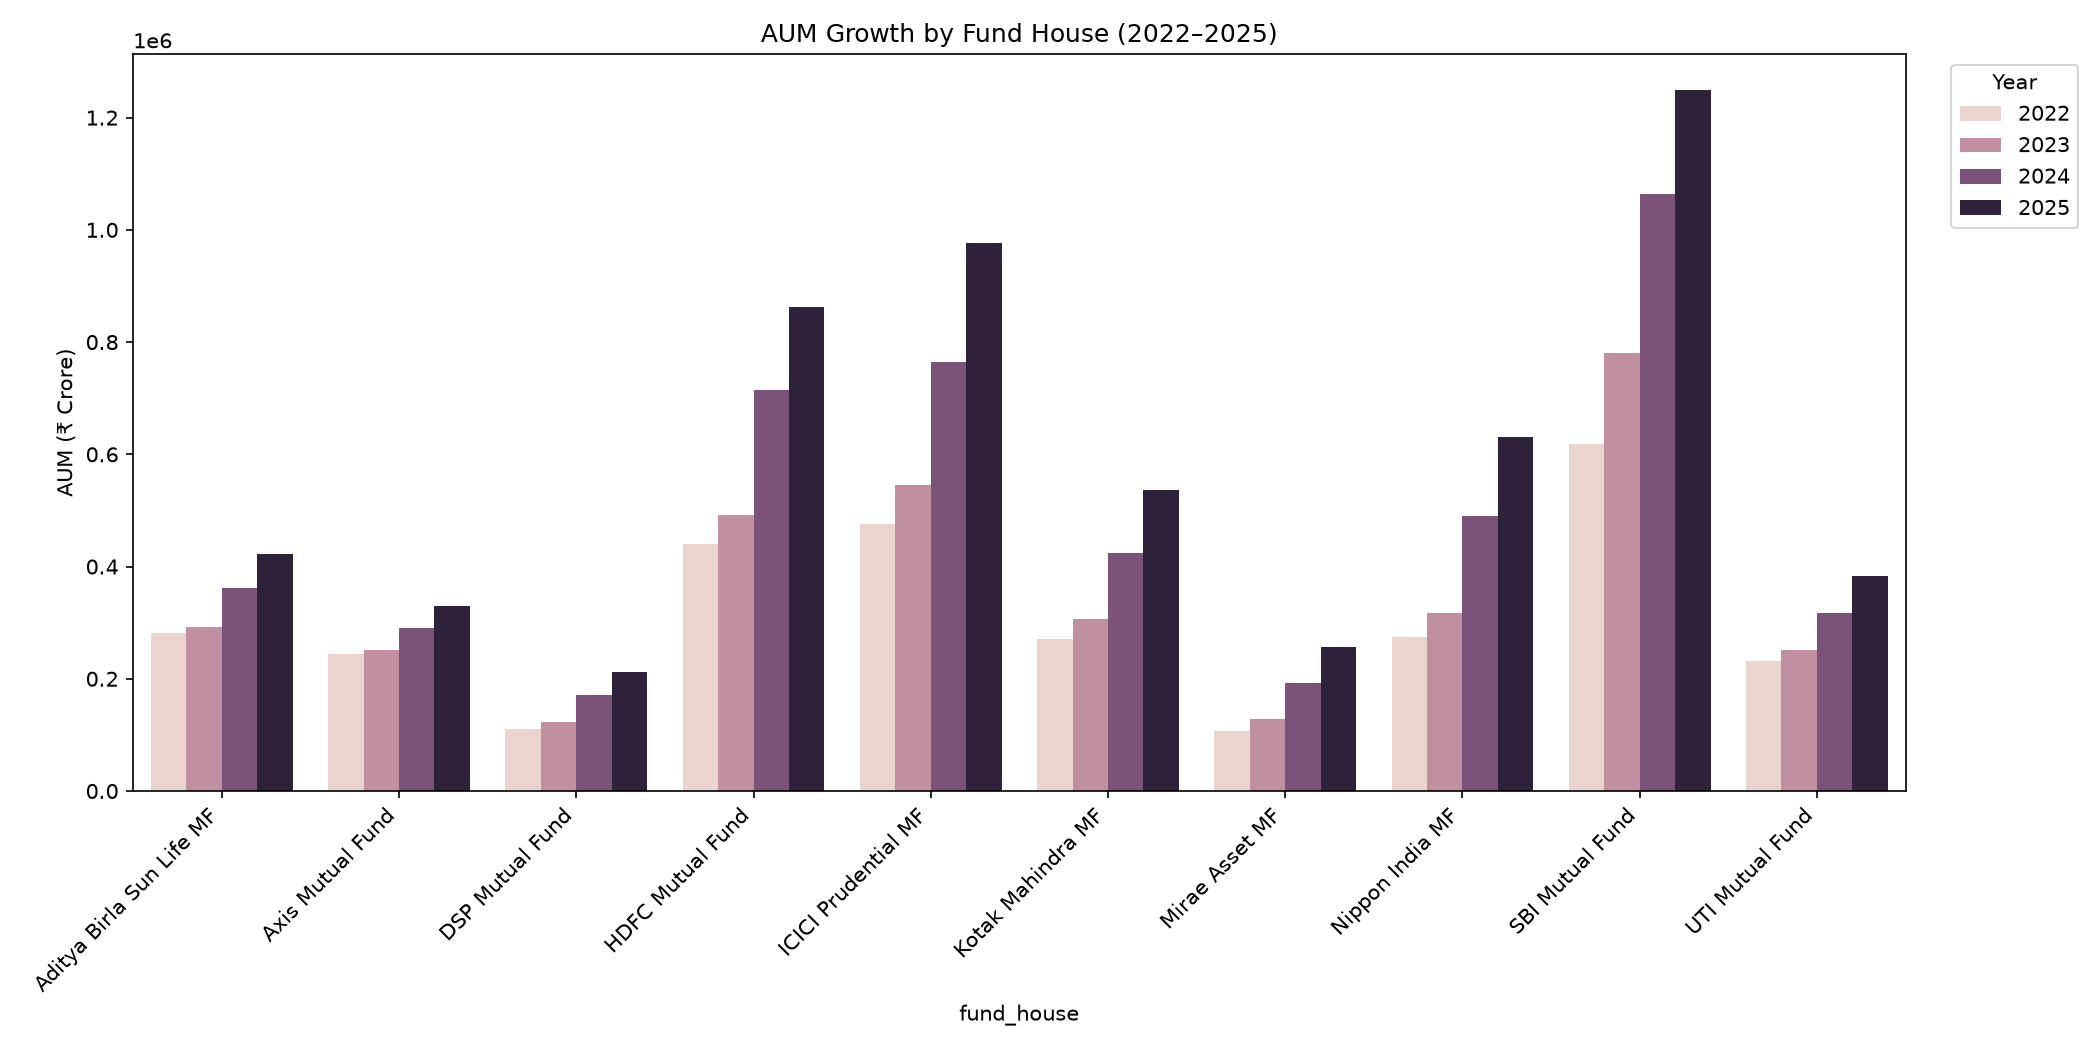 AUM Growth by Fund House (2022–2025)
1e6
1.2
1.0
0.8
0.6
0.4
0.2
0.0
AUM (₹ Crore)
Aditya Birla Sun Life MF
Axis Mutual Fund
DSP Mutual Fund
HDFC Mutual Fund
ICICI Prudential MF
Kotak Mahindra MF
Mirae Asset MF
Nippon India MF
SBI Mutual Fund
UTI Mutual Fund
fund_house
Year
2022
2023
2024
2025